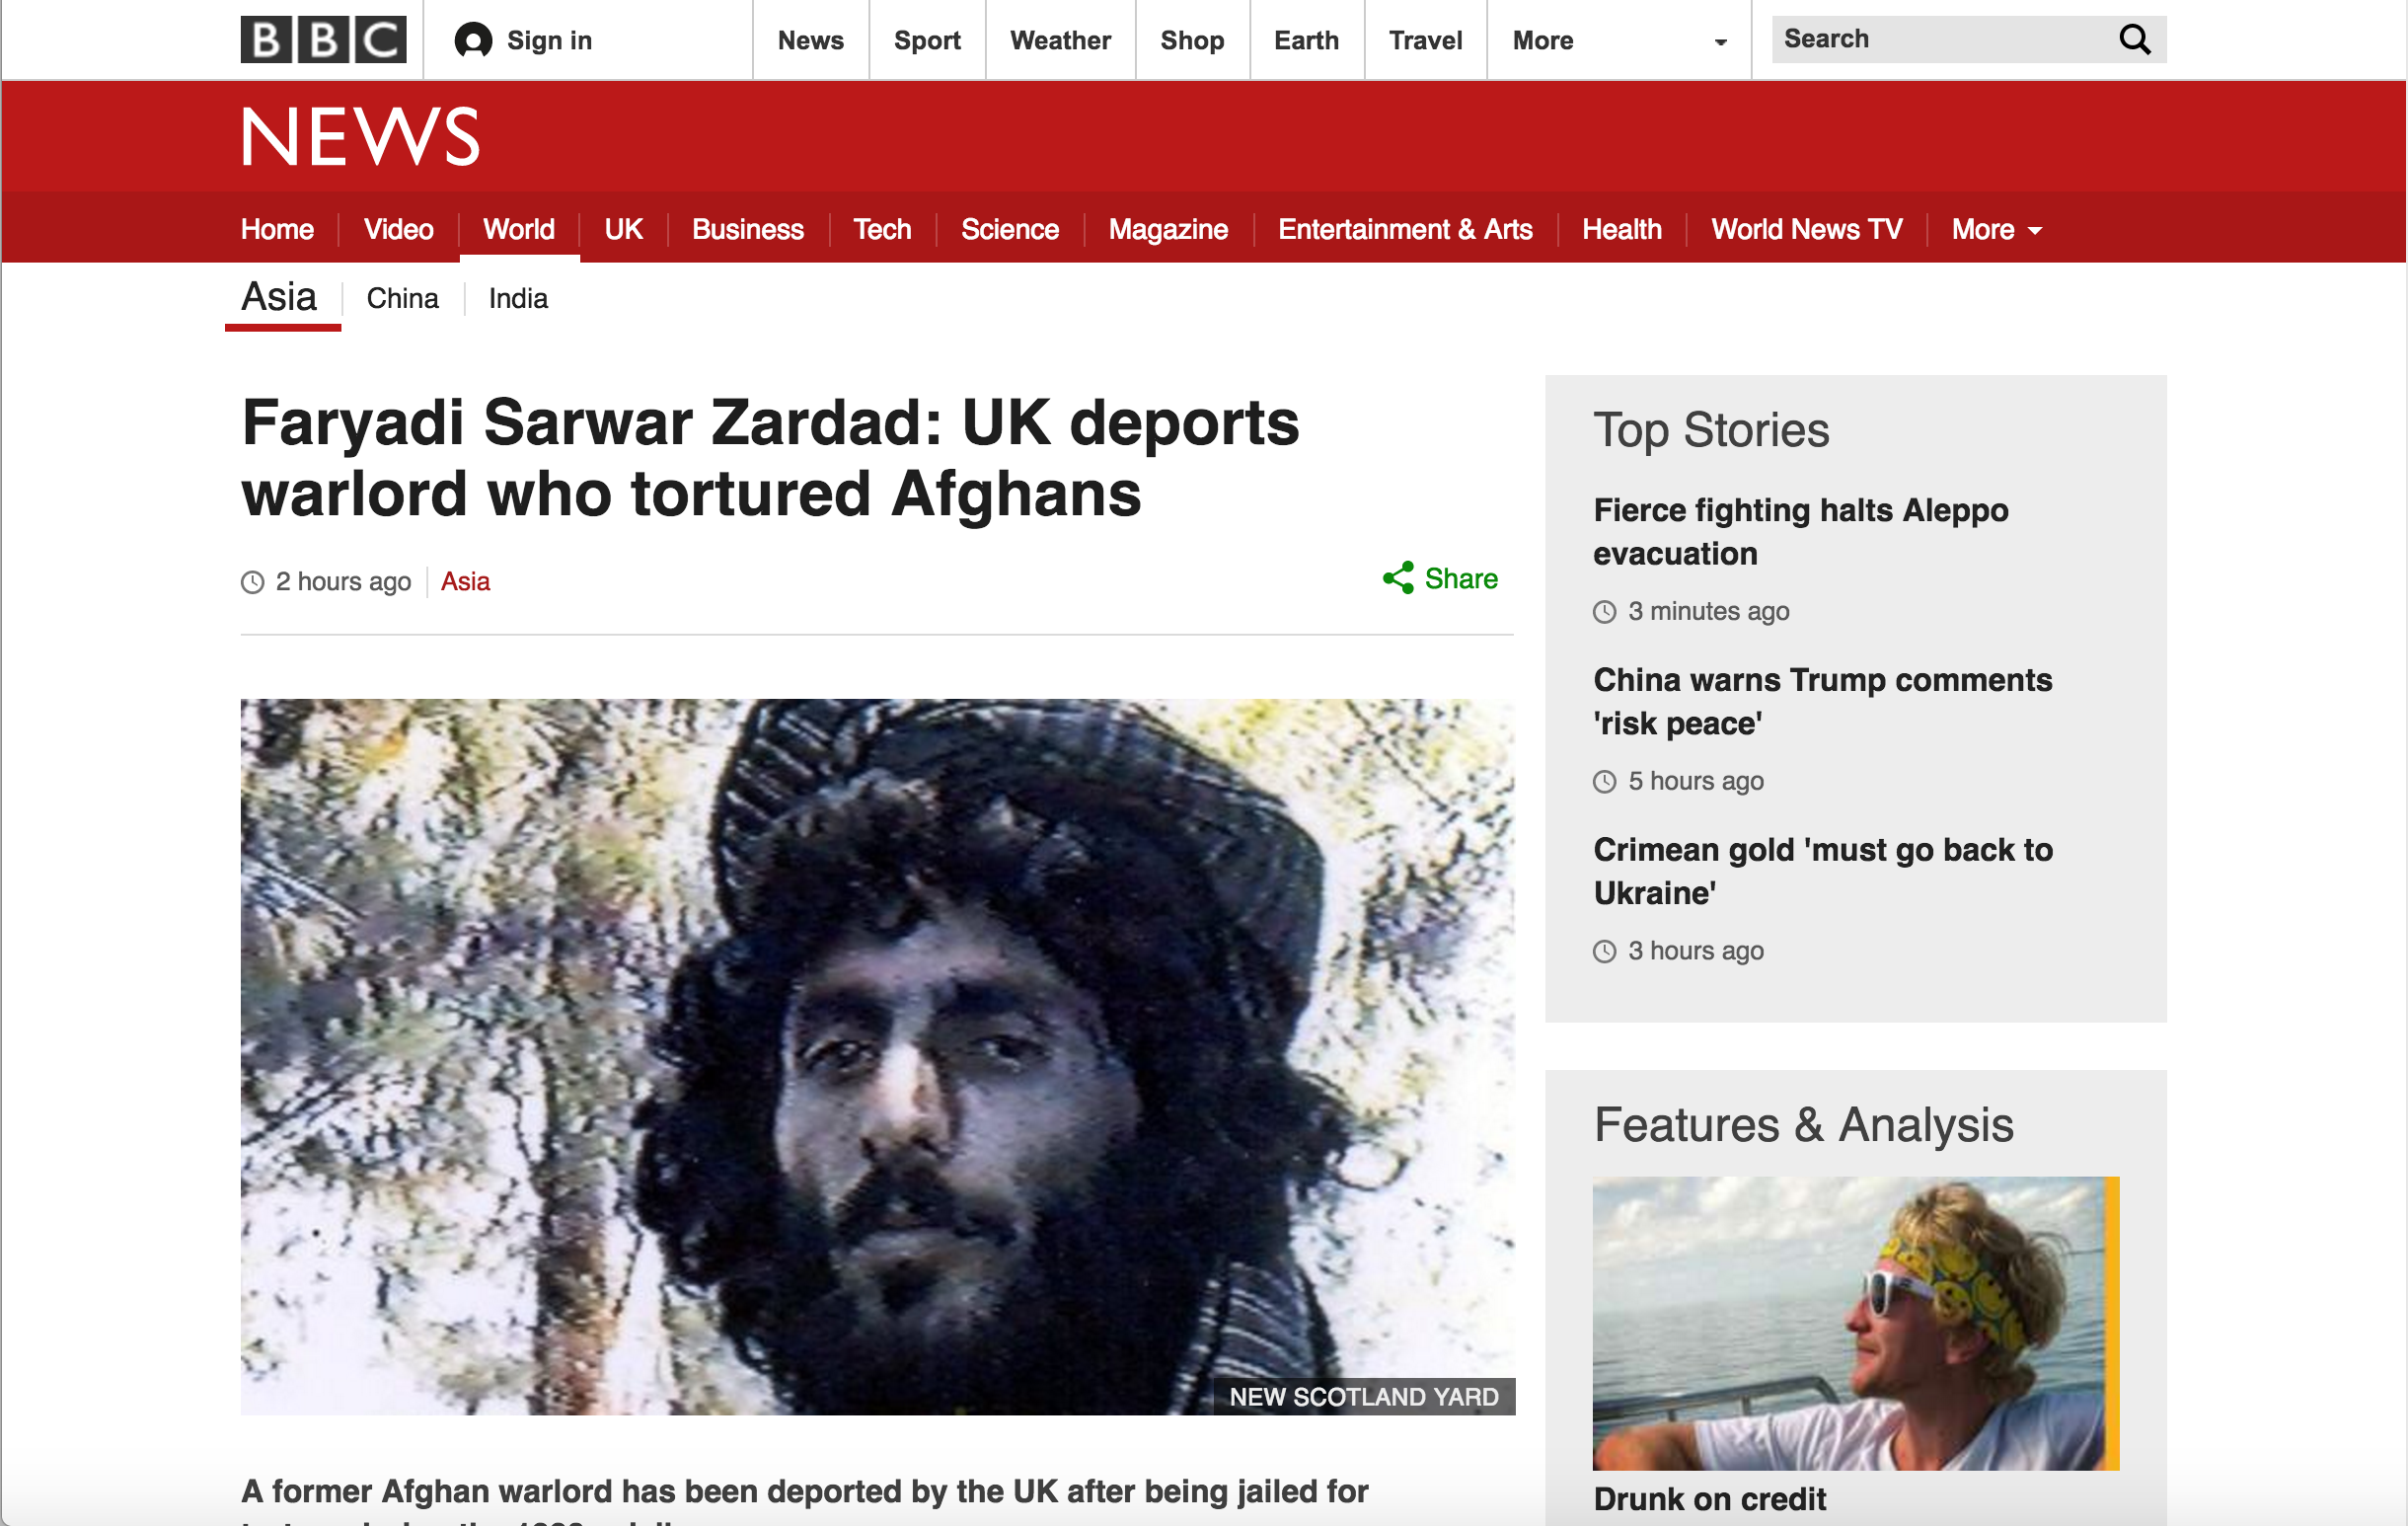 BBC
Sign in
News
Sport
Weather
Shop
Earth
Travel
More
Search
NEWS
Home
Video
World
UK
Business
Tech
Science
Magazine
Entertainment & Arts
Health
World News TV
More
Asia
China
India
Faryadi Sarwar Zardad: UK deports
warlord who tortured Afghans
2 hours ago
Asia
Share
NEW SCOTLAND YARD
A former Afghan warlord has been deported by the UK after being jailed for
Top Stories
Fierce fighting halts Aleppo
evacuation
3 minutes ago
China warns Trump comments
'risk peace'
5 hours ago
Crimean gold 'must go back to
Ukraine'
3 hours ago
Features & Analysis
Drunk on credit